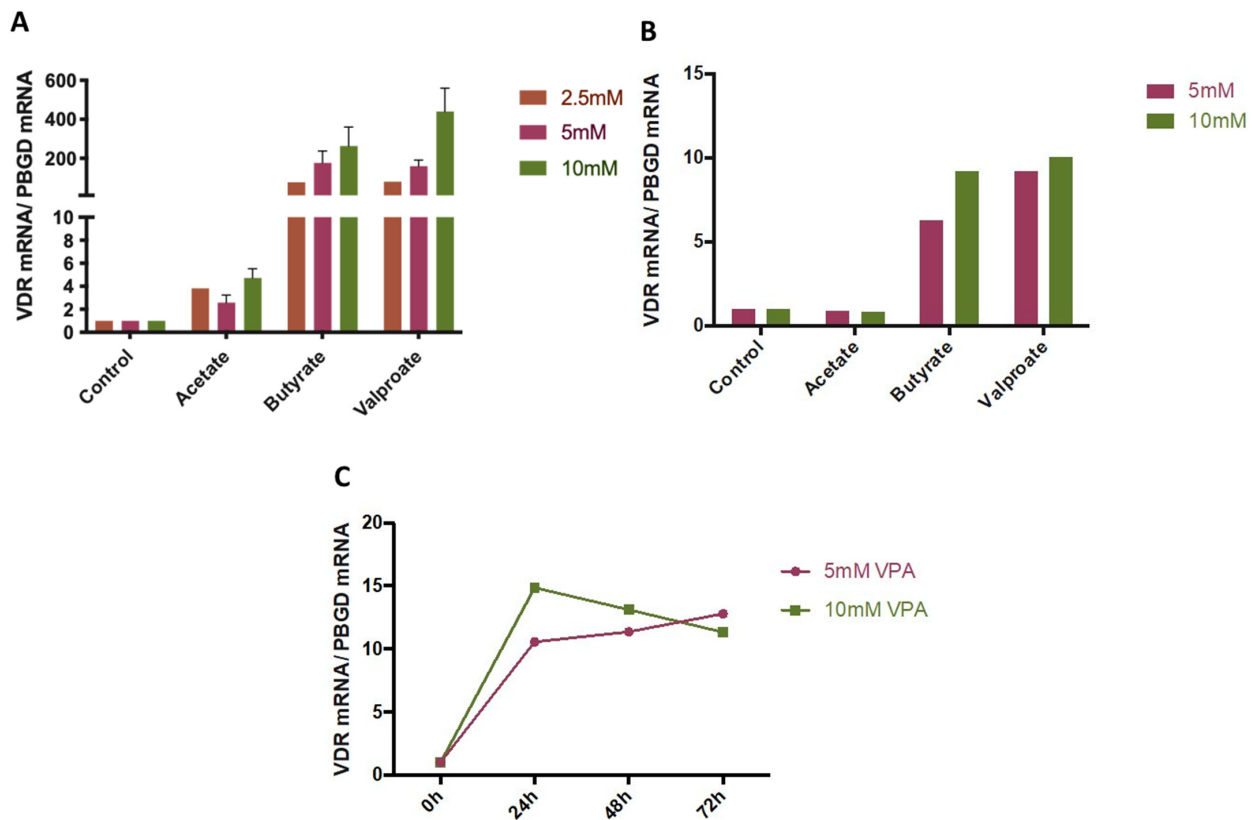 A
VDR mRNA/ PBGD mRNA
600
400
200
10
8
6
4
2
0
Control
Acetate
Butyrate
Valproate
2.5mM
5mM
10mM
B
VDR mRNA/ PBGD mRNA
15
10
5
0
Control
Acetate
Butyrate
Valproate
5mM
10mM
C
VDR mRNA/ PBGD mRNA
20
15
10
5
0
0h
24h
48h
72h
5mM VPA
10mM VPA